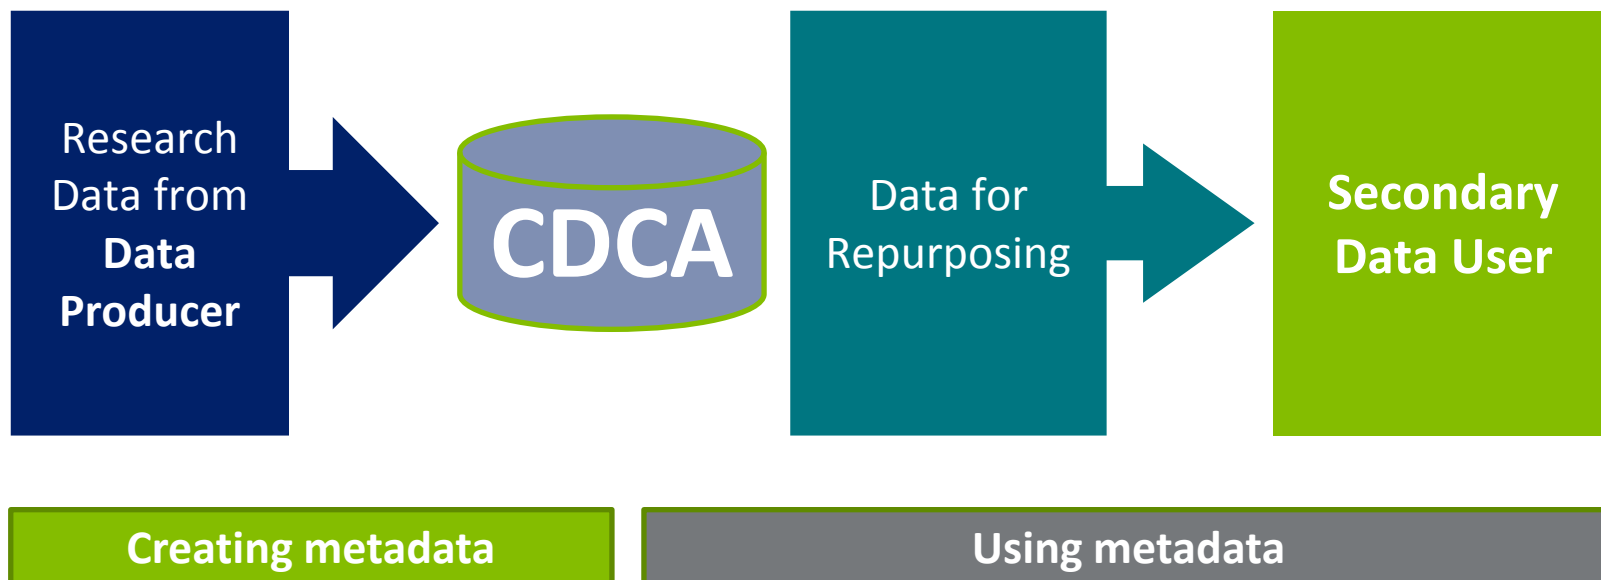 Research
Data from
Data
Producer
CDCA
Data for
Repurposing
Secondary
Data User
Creating metadata
Using metadata